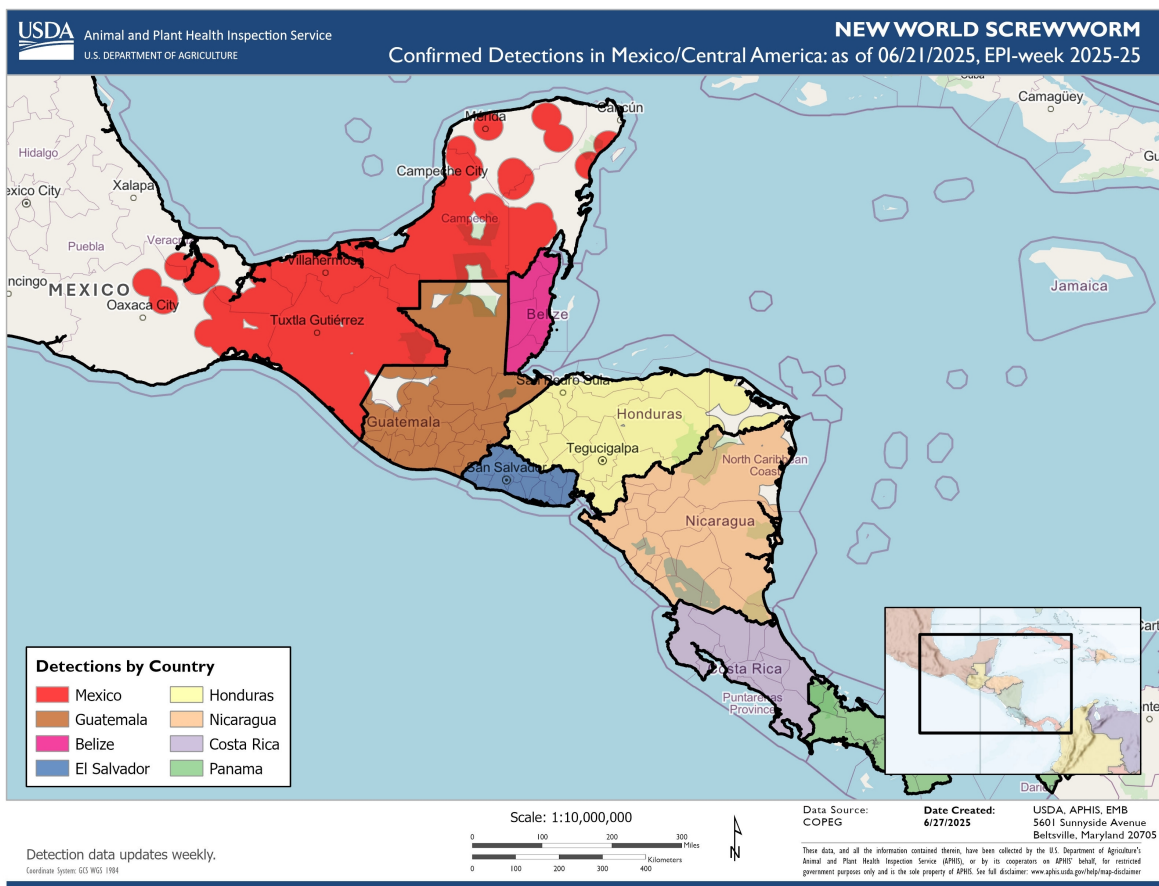 USDA
Animal and Plant Health Inspection Service
U.S. DEPARTMENT OF AGRICULTURE
NEW WORLD SCREWWORM
Confirmed Detections in Mexico/Central America: as of 06/21/2025, EPI-week 2025-25
Camagüey
Cancún
Mérida
Hidalgo
Campeche City
Xalapa
Campeche
Puebla
Villahermosa
MEXICO
Jamaica
Oaxaca City
Tuxtla Gutiérrez
Belize
San Pedro Sula
Guatemala
Honduras
Tegucigalpa
San Salvador
North Caribbean
Coast
Nicaragua
Costa Rica
Puntarenas
Province
Detections by Country
Mexico
Guatemala
Belize
El Salvador
Honduras
Nicaragua
Costa Rica
Panama
Detection data updates weekly.
Coordinate System: GCS WGS 1984
Scale: 1:10,000,000
0 100 200 300
Miles
Kilometers
0 100 200 300 400
N
Data Source:
COPEG
Date Created:
6/27/2025
USDA, APHIS, EMB
5601 Sunnyside Avenue
Beltsville, Maryland 20705
These data, and all the information contained therein, have been collected by the U.S. Department of Agriculture's
Animal and Plant Health Inspection Service (APHIS), or by its cooperators on APHIS' behalf, for restricted
government purposes only and is the sole property of APHIS. See full disclaimer: www.aphis.usda.gov/help/map-disclaimer